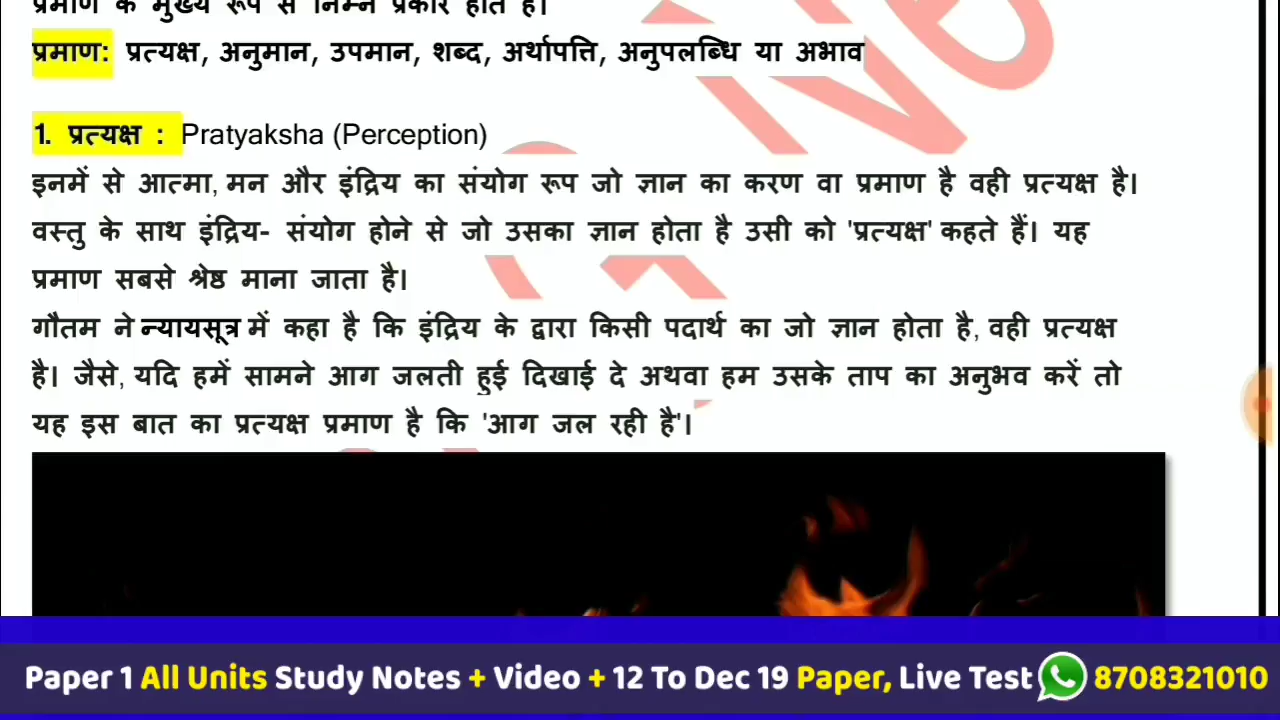 प्रमाण के मुख्य रूप से निम्न प्रकार होते हैं।
प्रमाण: प्रत्यक्ष, अनुमान, उपमान, शब्द, अर्थापत्ति, अनुपलब्धि या अभाव
1. प्रत्यक्ष : Pratyaksha (Perception)
इनमें से आत्मा, मन और इंद्रिय का संयोग रूप जो ज्ञान का करण वा प्रमाण है वही प्रत्यक्ष है।
वस्तु के साथ इंद्रिय- संयोग होने से जो उसका ज्ञान होता है उसी को 'प्रत्यक्ष' कहते हैं। यह
प्रमाण सबसे श्रेष्ठ माना जाता है।
गौतम ने न्यायसूत्र में कहा है कि इंद्रिय के द्वारा किसी पदार्थ का जो ज्ञान होता है, वही प्रत्यक्ष
है। जैसे, यदि हमें सामने आग जलती हुई दिखाई दे अथवा हम उसके ताप का अनुभव करें तो
यह इस बात का प्रत्यक्ष प्रमाण है कि 'आग जल रही है'।
Paper 1 All Units Study Notes + Video + 12 To Dec 19 Paper, Live Test 8708321010